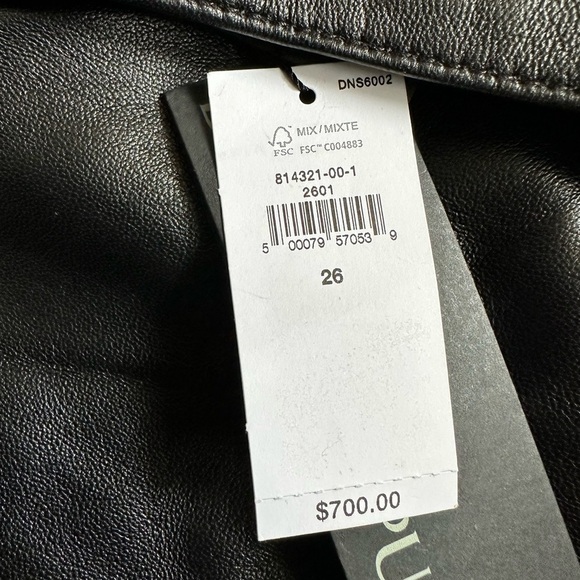 DNS6002
MIX/MIXTE
FSC FSC™ C004883
814321-00-1
2601
5 00079 57053 9
26
$700.00